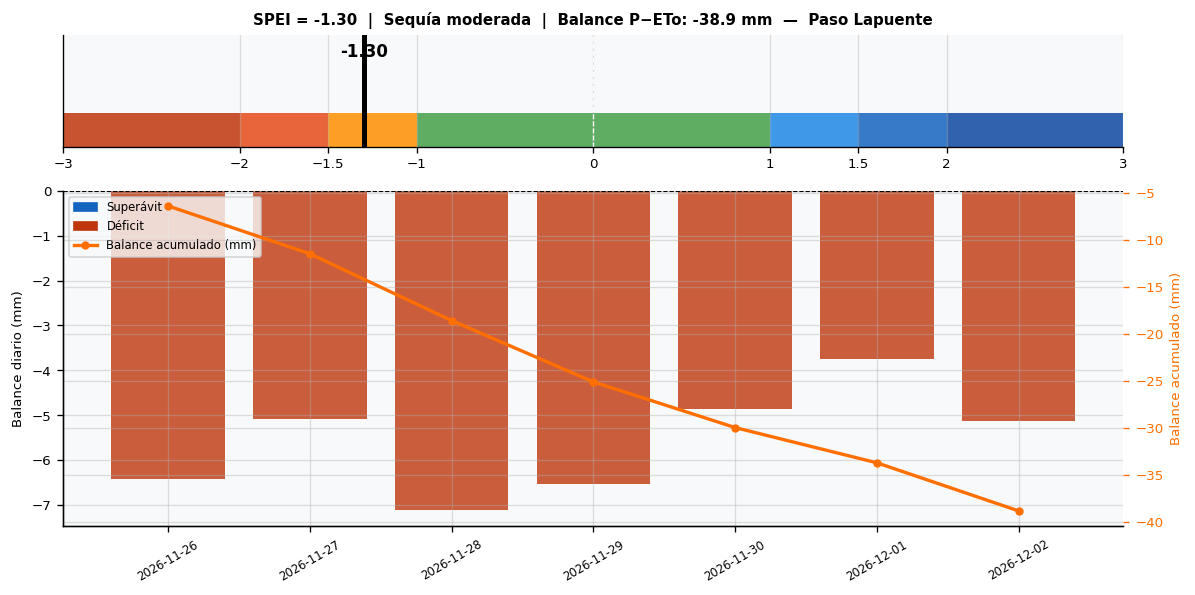 SPEI = -1.30  |  Sequía moderada  |  Balance P−ETo: -38.9 mm  —  Paso Lapuente
-1.30
−3 −2 −1.5 −1 0 1 1.5 2 3
Superávit
Déficit
Balance acumulado (mm)
Balance diario (mm)
0
−1
−2
−3
−4
−5
−6
−7
−5
−10
−15
−20
−25
−30
−35
−40
Balance acumulado (mm)
2026-11-26 2026-11-27 2026-11-28 2026-11-29 2026-11-30 2026-12-01 2026-12-02